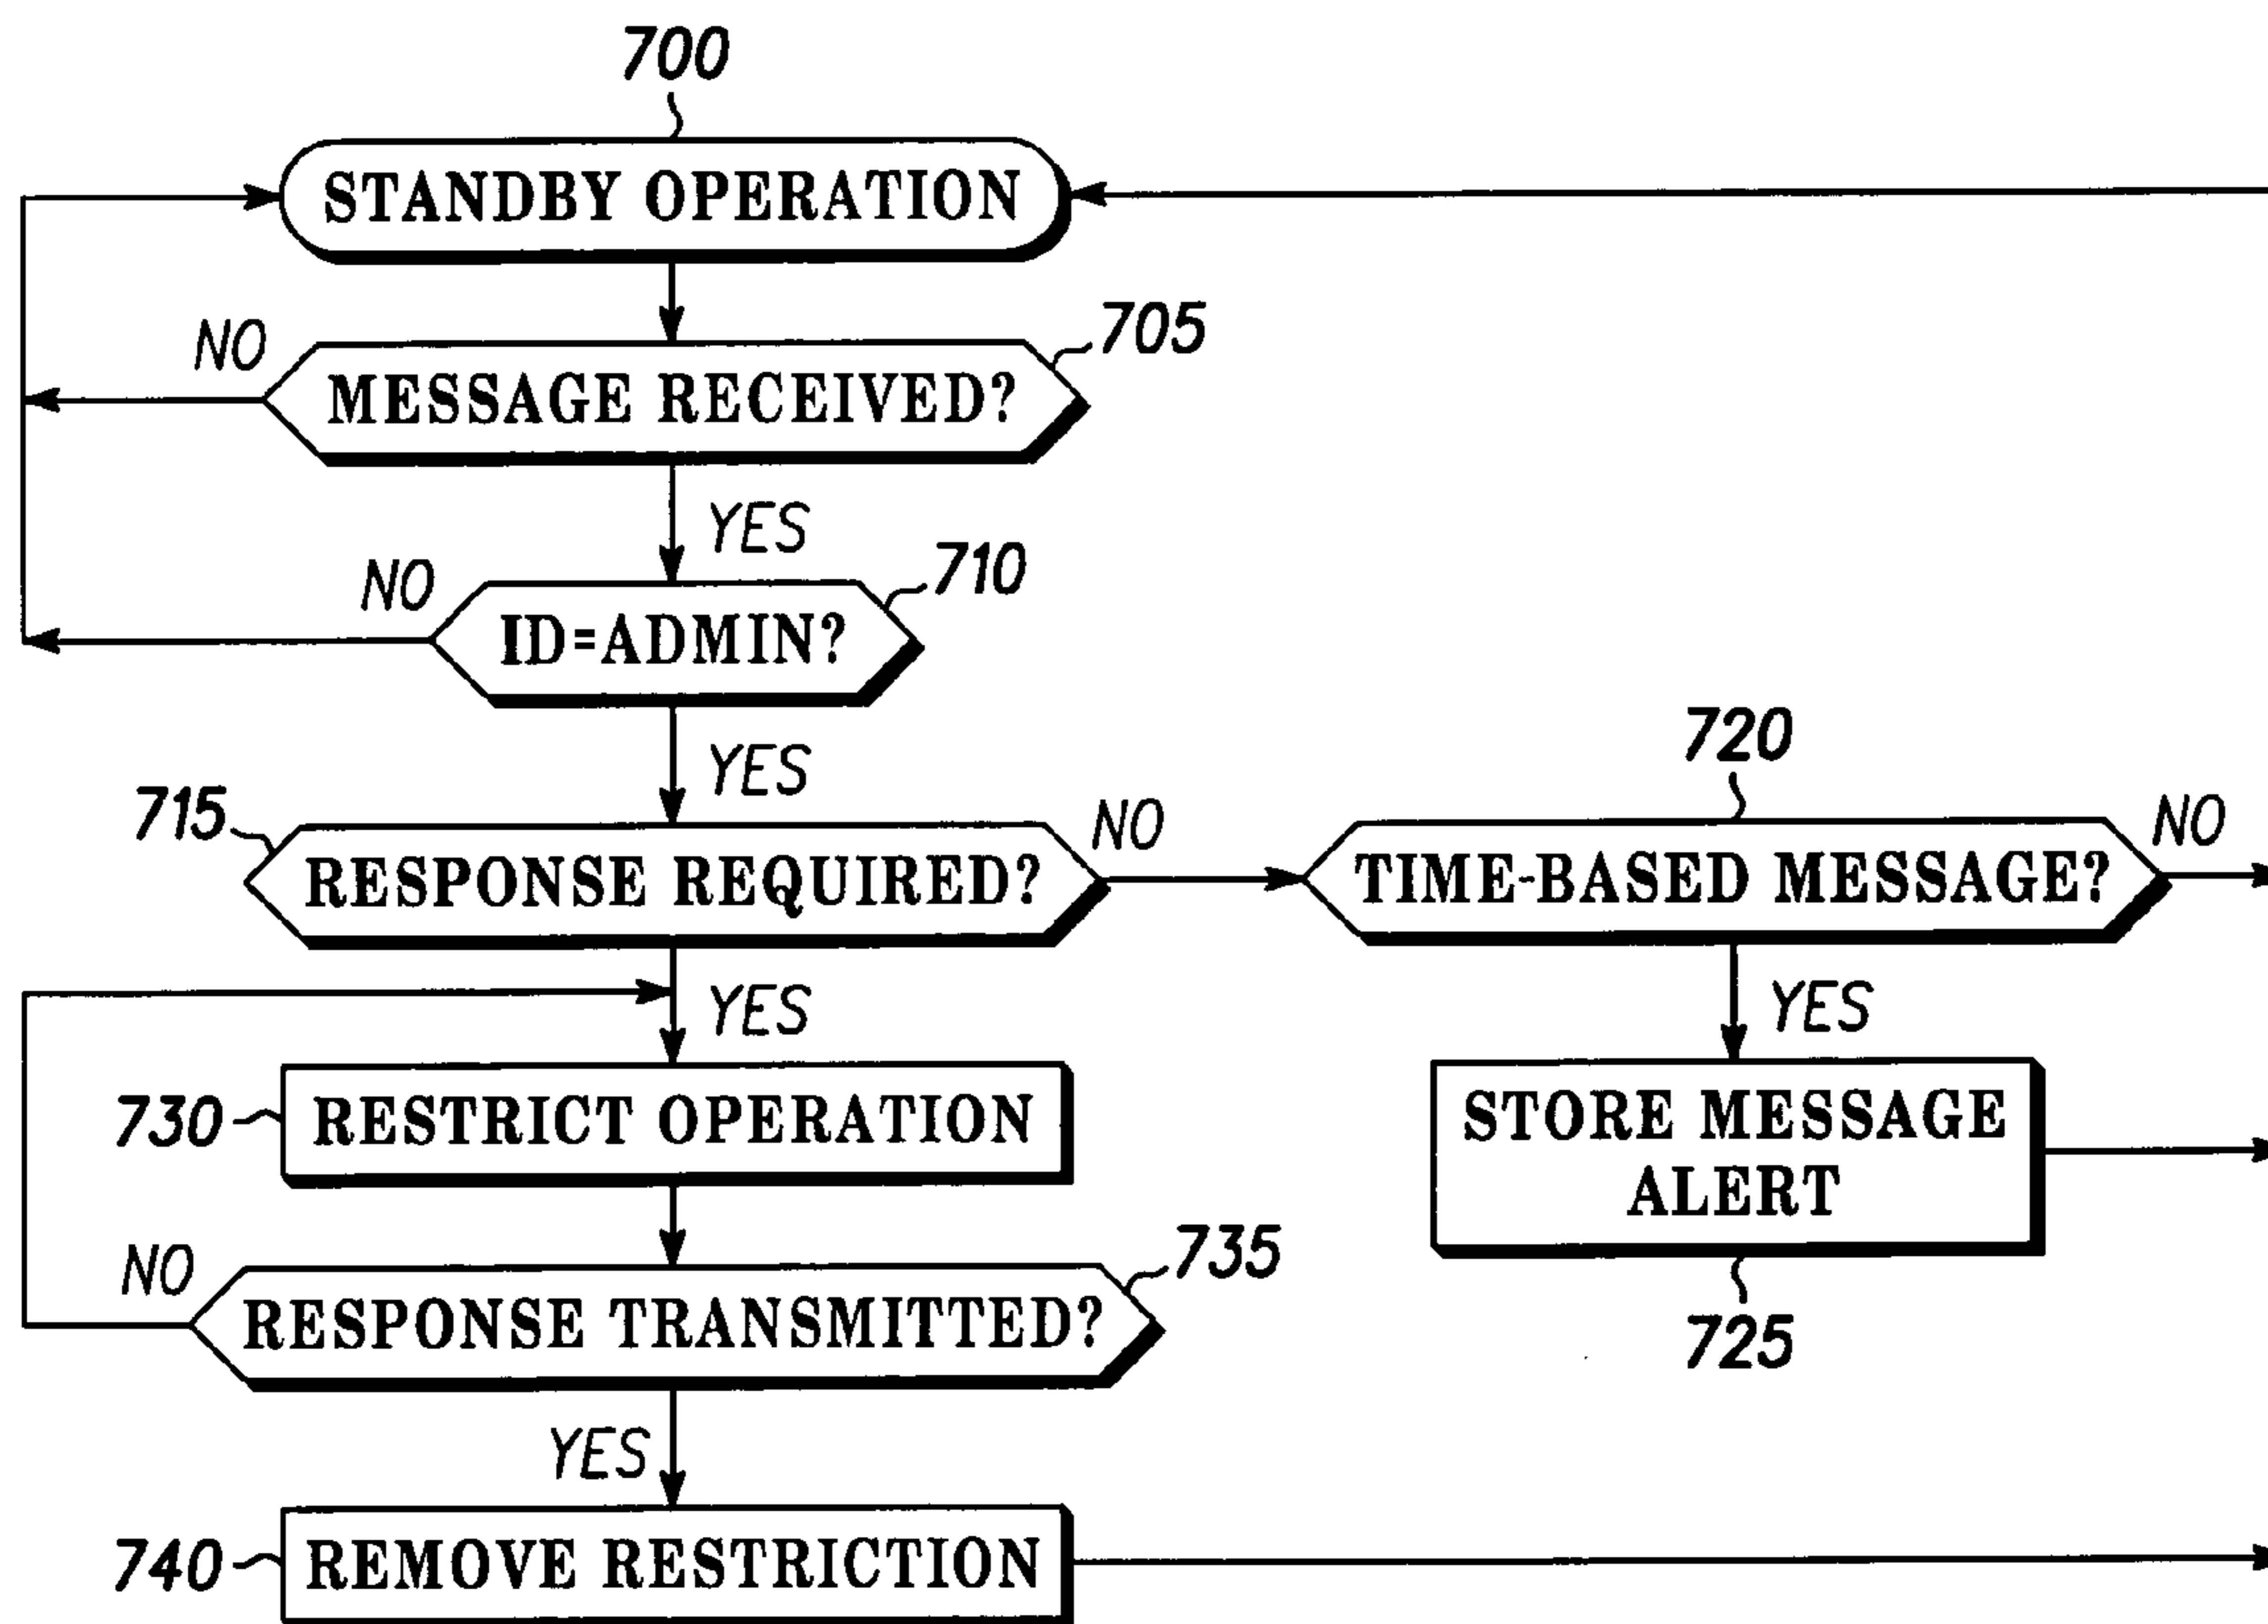 700
STANDBY OPERATION
NO
705
MESSAGE RECEIVED?
YES
NO
710
ID=ADMIN?
YES
715
RESPONSE REQUIRED?
NO
720
TIME-BASED MESSAGE?
NO
YES
YES
730
RESTRICT OPERATION
STORE MESSAGE
ALERT
725
NO
735
RESPONSE TRANSMITTED?
YES
740
REMOVE RESTRICTION